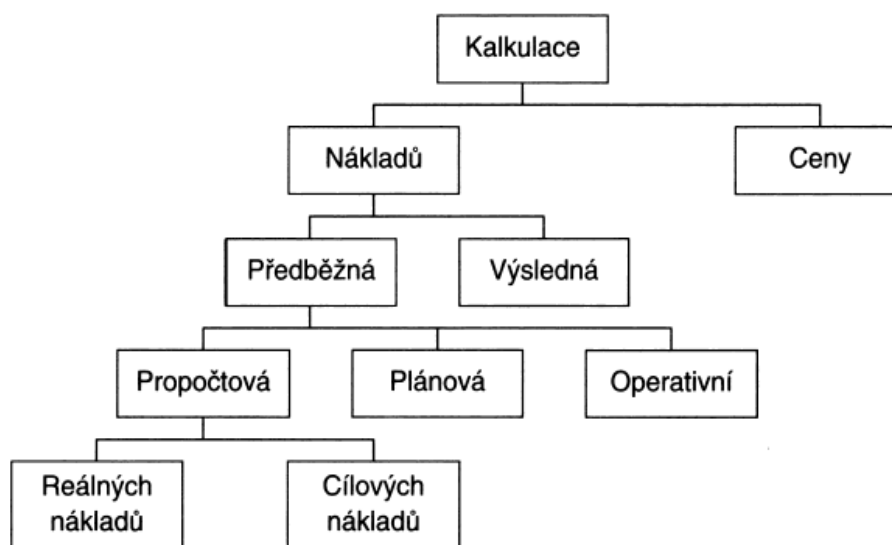 Kalkulace
Nákladů
Ceny
Předběžná
Výsledná
Propočtová
Plánová
Operativní
Reálných
nákladů
Cílových
nákladů